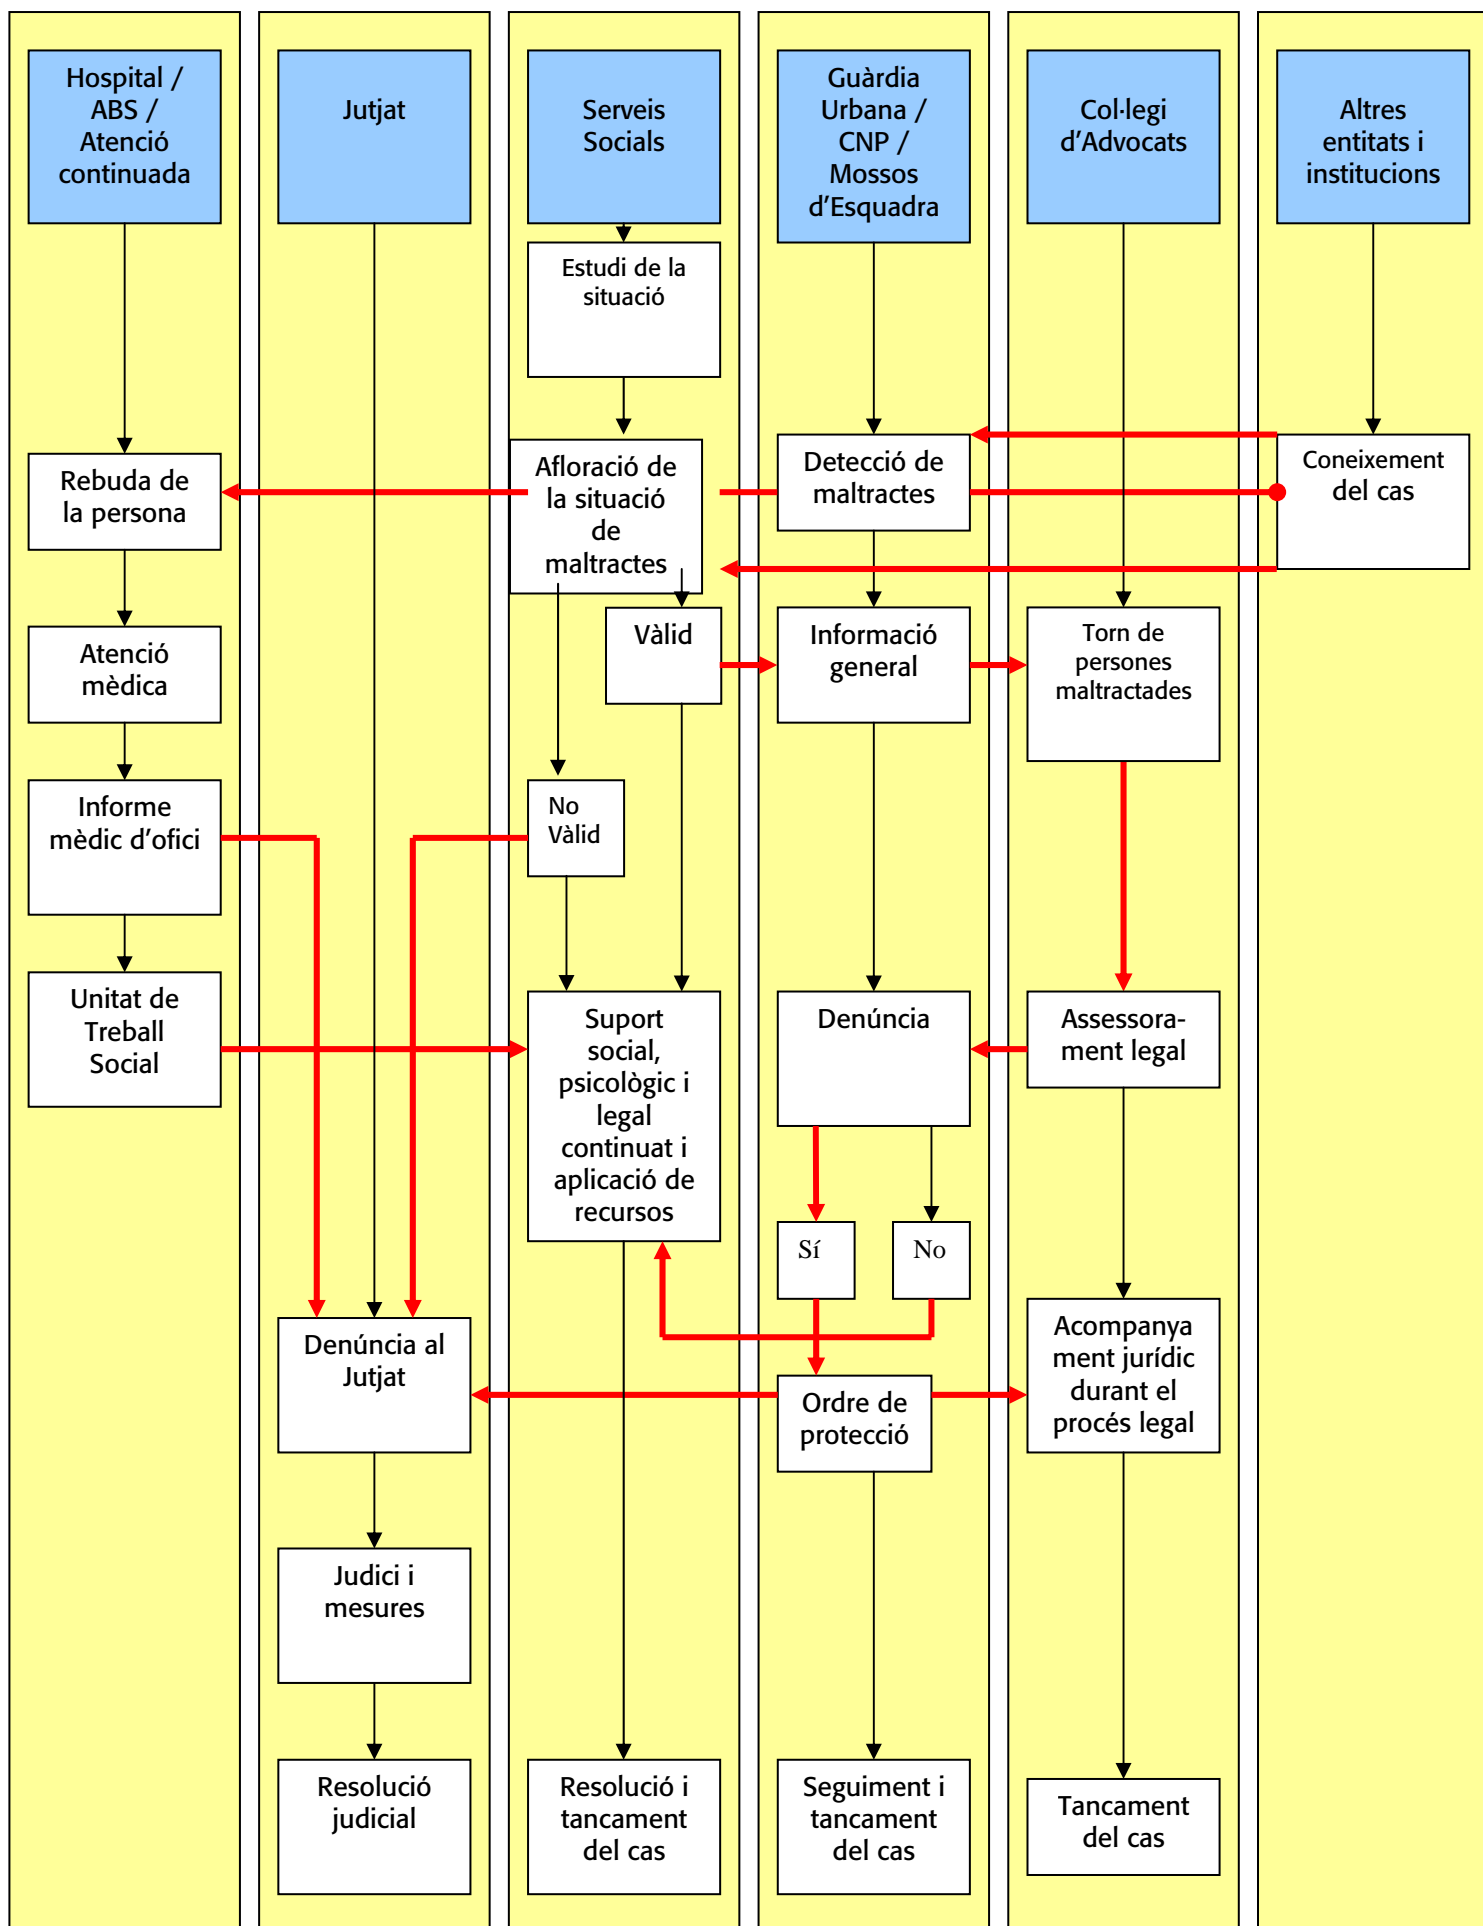 Hospital /
ABS /
Atenció
continuada
Jutjat
Serveis
Socials
Guàrdia
Urbana /
CNP /
Mossos
d'Esquadra
Col·legi
d'Advocats
Altres
entitats i
institucions
Estudi de la
situació
Rebuda de
la persona
Afloració de
la situació
de
maltractes
Detecció de
maltractes
Coneixement
del cas
Atenció
mèdica
Vàlid
Informació
general
Torn de
persones
maltractades
Informe
mèdic d'ofici
No
Vàlid
Unitat de
Treball
Social
Suport
social,
psicològic i
legal
continuat i
aplicació de
recursos
Denúncia
Assessora-
ment legal
Sí
No
Denúncia al
Jutjat
Ordre de
protecció
Acompanya
ment jurídic
durant el
procés legal
Judici i
mesures
Resolució
judicial
Resolució i
tancament
del cas
Seguiment i
tancament
del cas
Tancament
del cas